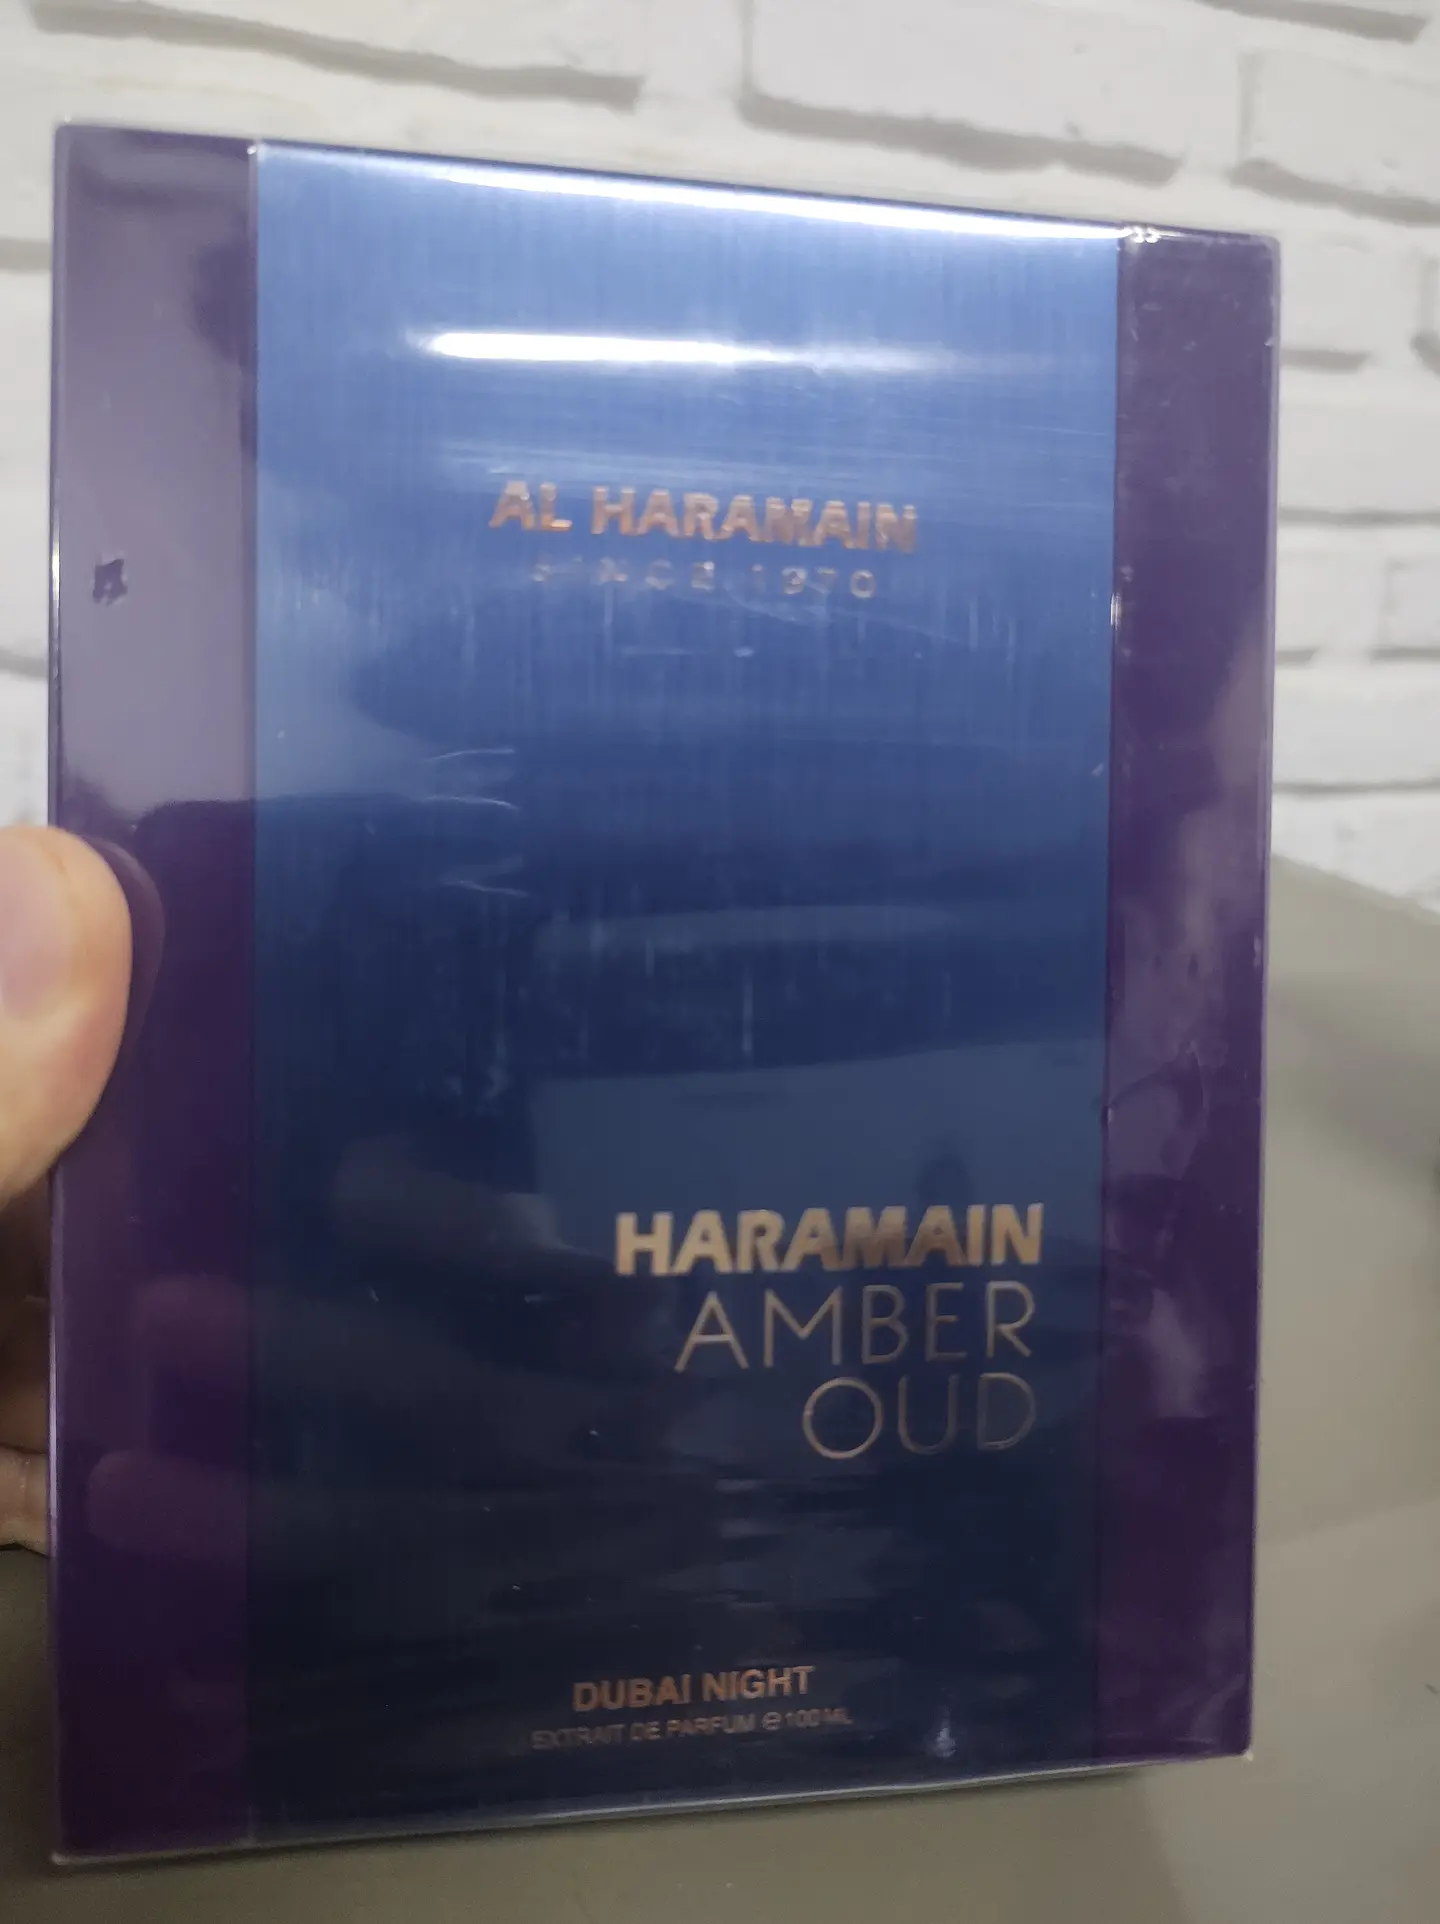 AL HARAMAIN
SINCE 1970
HARAMAIN
AMBER
OUD
DUBAI NIGHT
EXTRAIT DE PARFUM ℮ 100 ML